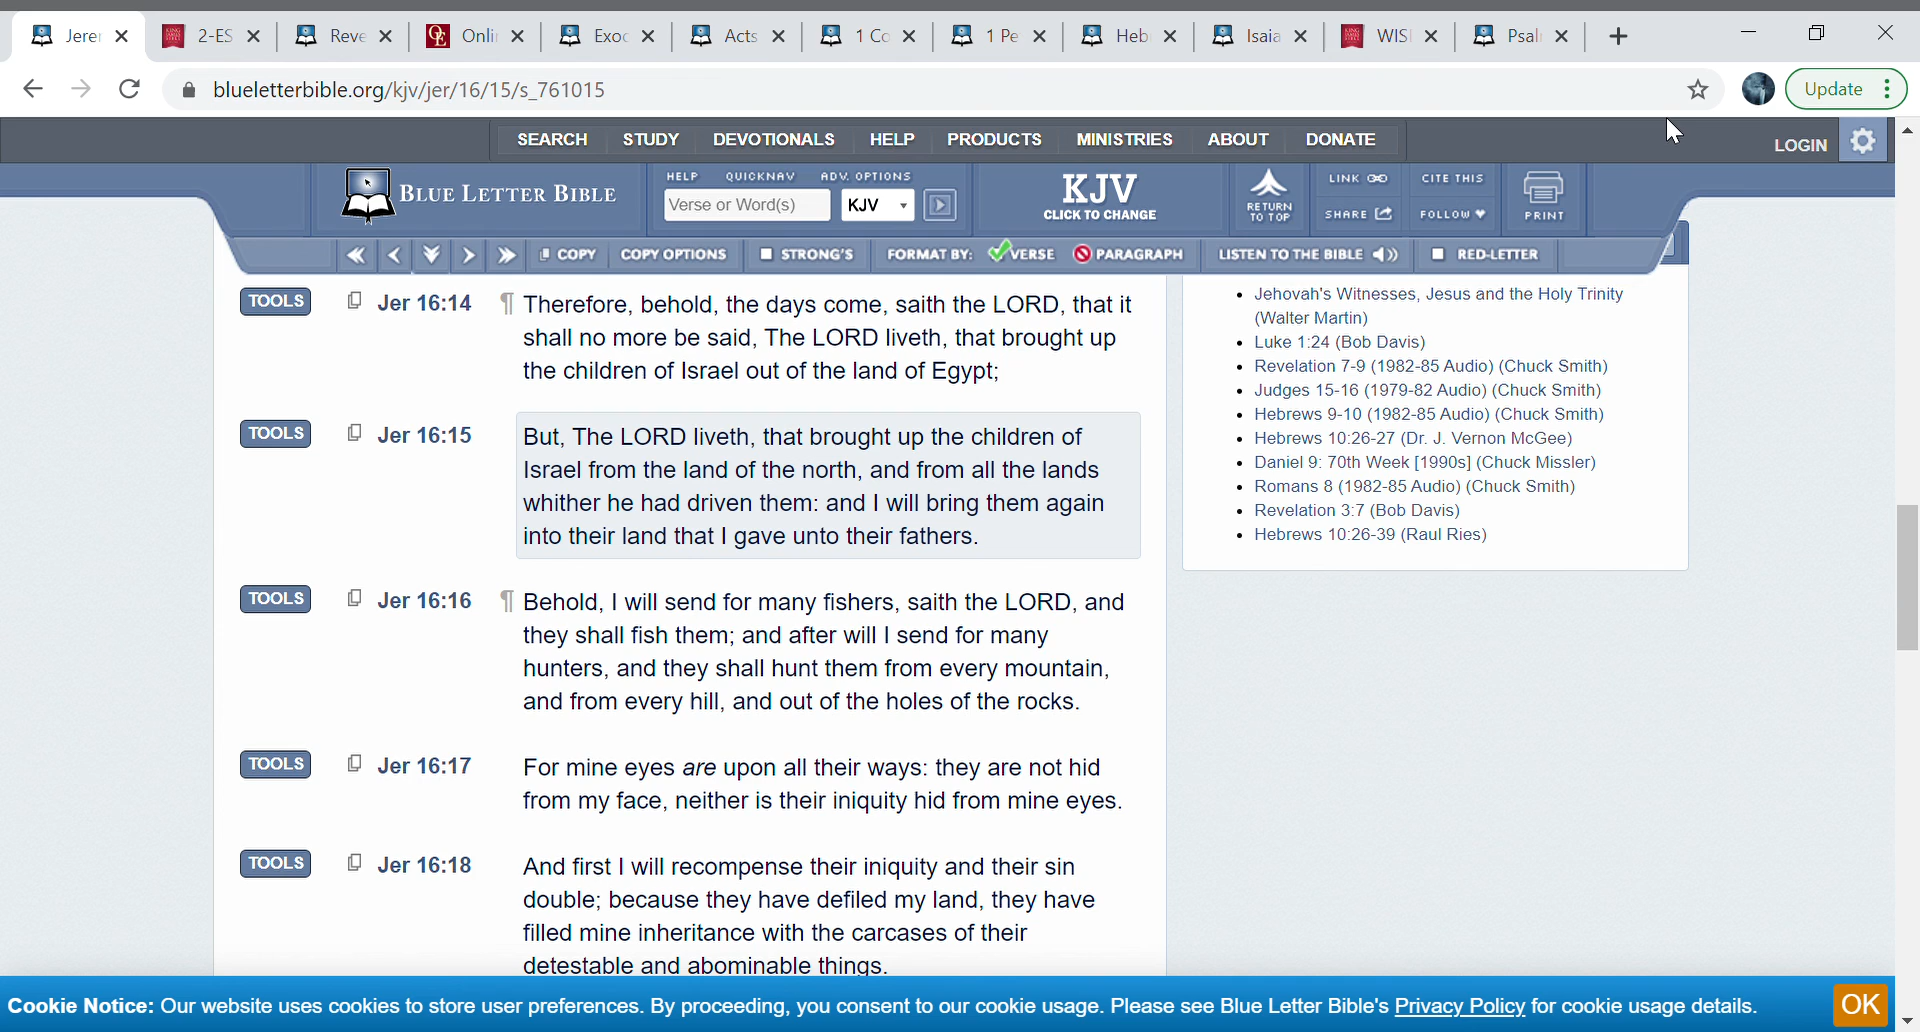 Jerer
2-ES
Reve
Onlin
Exoc
Acts
1 Co
1 Pe
Heb
Isaia
WISI
Psal
blueletterbible.org/kjv/jer/16/15/s_761015
Update
SEARCH STUDY DEVOTIONALS HELP PRODUCTS MINISTRIES ABOUT DONATE
LOGIN
BLUE LETTER BIBLE
HELP QUICKNAV ADV. OPTIONS
Verse or Word(s)
KJV
KJV
CLICK TO CHANGE
RETURN
TO TOP
LINK
SHARE
CITE THIS
FOLLOW
PRINT
COPY COPY OPTIONS STRONG'S FORMAT BY: VERSE PARAGRAPH LISTEN TO THE BIBLE RED-LETTER
TOOLS Jer 16:14 ¶ Therefore, behold, the days come, saith the LORD, that it
shall no more be said, The LORD liveth, that brought up
the children of Israel out of the land of Egypt;
TOOLS Jer 16:15 But, The LORD liveth, that brought up the children of
Israel from the land of the north, and from all the lands
whither he had driven them: and I will bring them again
into their land that I gave unto their fathers.
TOOLS Jer 16:16 ¶ Behold, I will send for many fishers, saith the LORD, and
they shall fish them; and after will I send for many
hunters, and they shall hunt them from every mountain,
and from every hill, and out of the holes of the rocks.
TOOLS Jer 16:17 For mine eyes are upon all their ways: they are not hid
from my face, neither is their iniquity hid from mine eyes.
TOOLS Jer 16:18 And first I will recompense their iniquity and their sin
double; because they have defiled my land, they have
filled mine inheritance with the carcases of their
detestable and abominable things.
• Jehovah's Witnesses, Jesus and the Holy Trinity
(Walter Martin)
• Luke 1:24 (Bob Davis)
• Revelation 7-9 (1982-85 Audio) (Chuck Smith)
• Judges 15-16 (1979-82 Audio) (Chuck Smith)
• Hebrews 9-10 (1982-85 Audio) (Chuck Smith)
• Hebrews 10:26-27 (Dr. J. Vernon McGee)
• Daniel 9: 70th Week [1990s] (Chuck Missler)
• Romans 8 (1982-85 Audio) (Chuck Smith)
• Revelation 3:7 (Bob Davis)
• Hebrews 10:26-39 (Raul Ries)
Cookie Notice: Our website uses cookies to store user preferences. By proceeding, you consent to our cookie usage. Please see Blue Letter Bible's Privacy Policy for cookie usage details.
OK